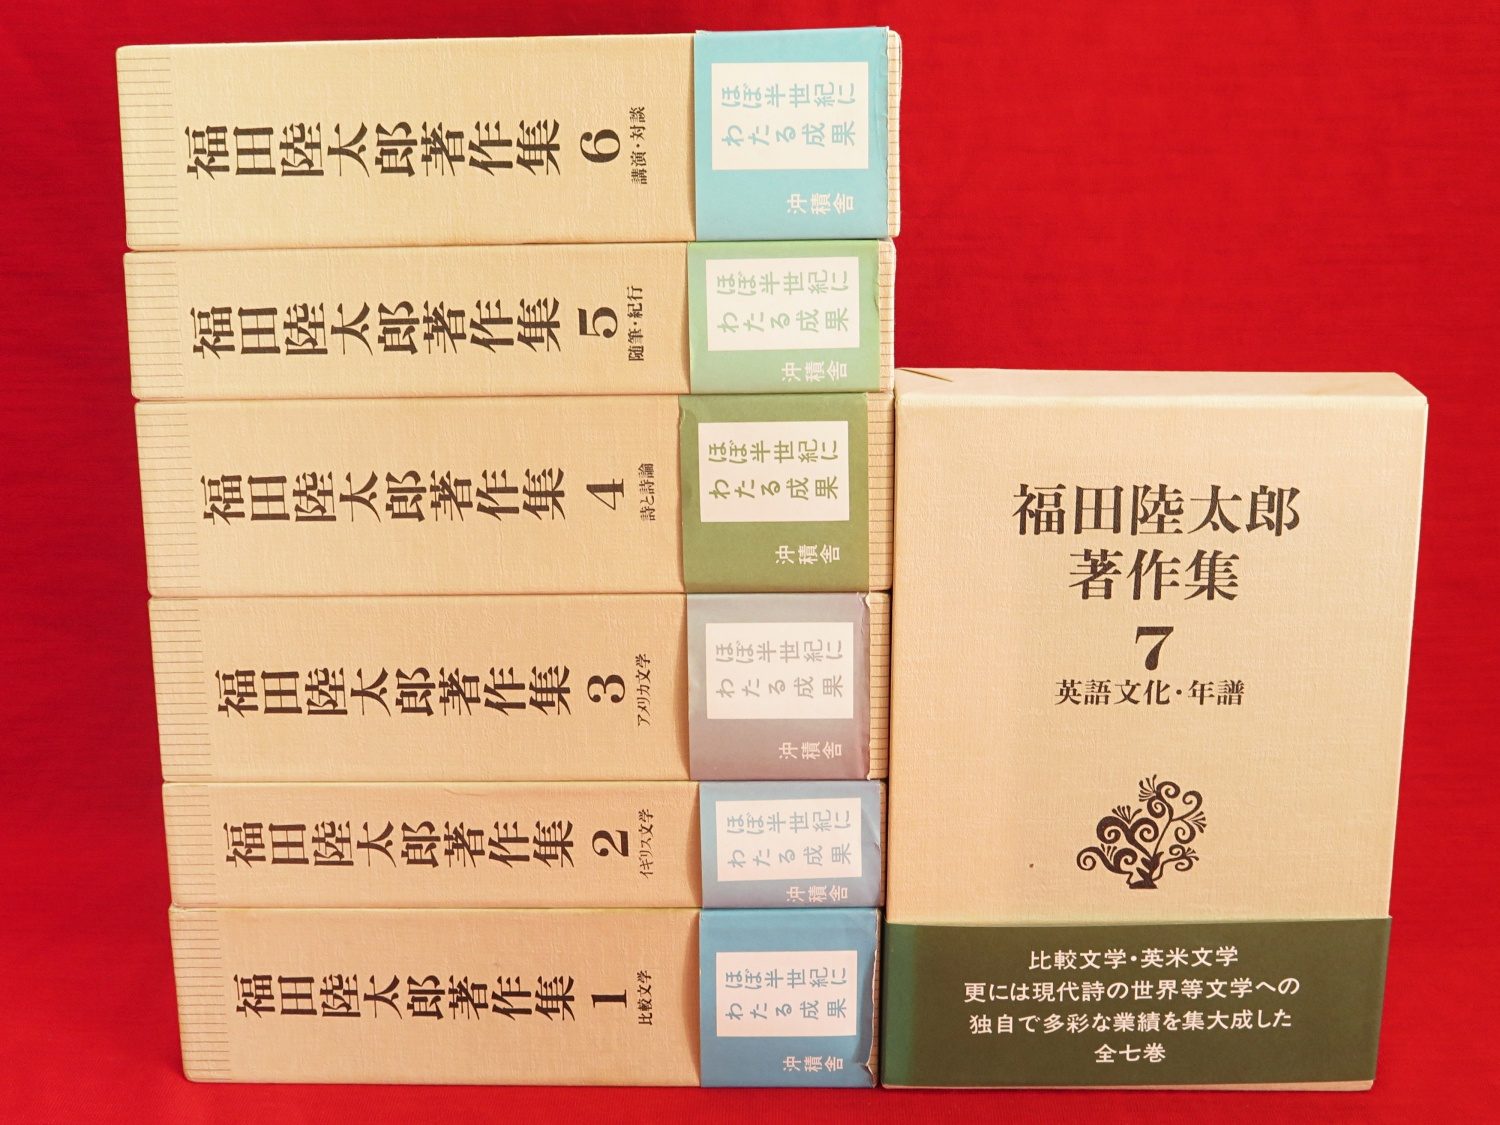 福田陸太郎著作集 6
講演・対談
ほぼ半世紀に
わたる成果
沖積舎
福田陸太郎著作集 5
随筆・紀行
ほぼ半世紀に
わたる成果
沖積舎
福田陸太郎著作集 4
詩と詩論
ほぼ半世紀に
わたる成果
沖積舎
福田陸太郎著作集 3
アメリカ文学
ほぼ半世紀に
わたる成果
沖積舎
福田陸太郎著作集 2
イギリス文学
ほぼ半世紀に
わたる成果
沖積舎
福田陸太郎著作集 1
比較文学
ほぼ半世紀に
わたる成果
沖積舎
福田陸太郎
著作集
7
英語文化・年譜
比較文学・英米文学
更には現代詩の世界等文学への
独自で多彩な業績を集大成した
全七巻